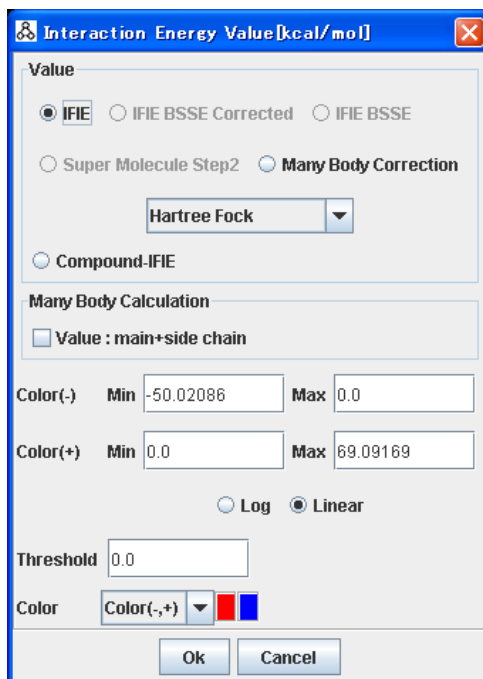 Interaction Energy Value[kcal/mol]
Value
IFIE IFIE BSSE Corrected IFIE BSSE
Super Molecule Step2 Many Body Correction
Hartree Fock
Compound-IFIE
Many Body Calculation
Value : main+side chain
Color(-) Min -50.02086 Max 0.0
Color(+) Min 0.0 Max 69.09169
Log Linear
Threshold 0.0
Color Color(-,+)
Ok Cancel